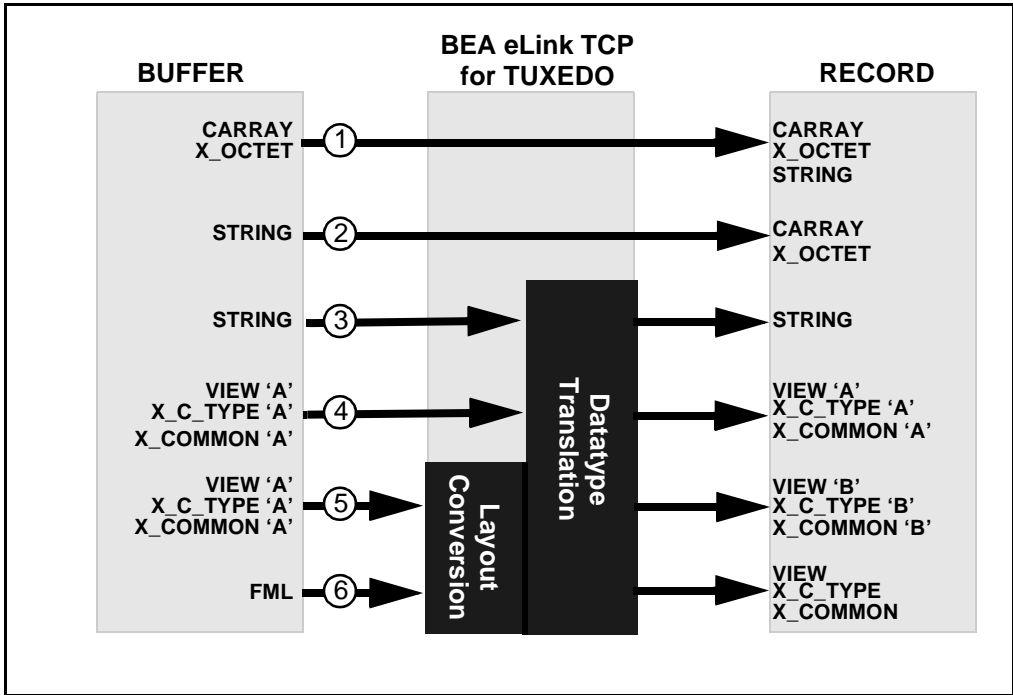 BUFFER
BEA eLink TCP
for TUXEDO
RECORD
CARRAY
X_OCTET
1
CARRAY
X_OCTET
STRING
STRING
2
CARRAY
X_OCTET
STRING
3
STRING
VIEW ‘A’
X_C_TYPE ‘A’
X_COMMON ‘A’
4
VIEW ‘A’
X_C_TYPE ‘A’
X_COMMON ‘A’
VIEW ‘A’
X_C_TYPE ‘A’
X_COMMON ‘A’
5
VIEW ‘B’
X_C_TYPE ‘B’
X_COMMON ‘B’
FML
6
VIEW
X_C_TYPE
X_COMMON
Layout
Conversion
Datatype
Translation